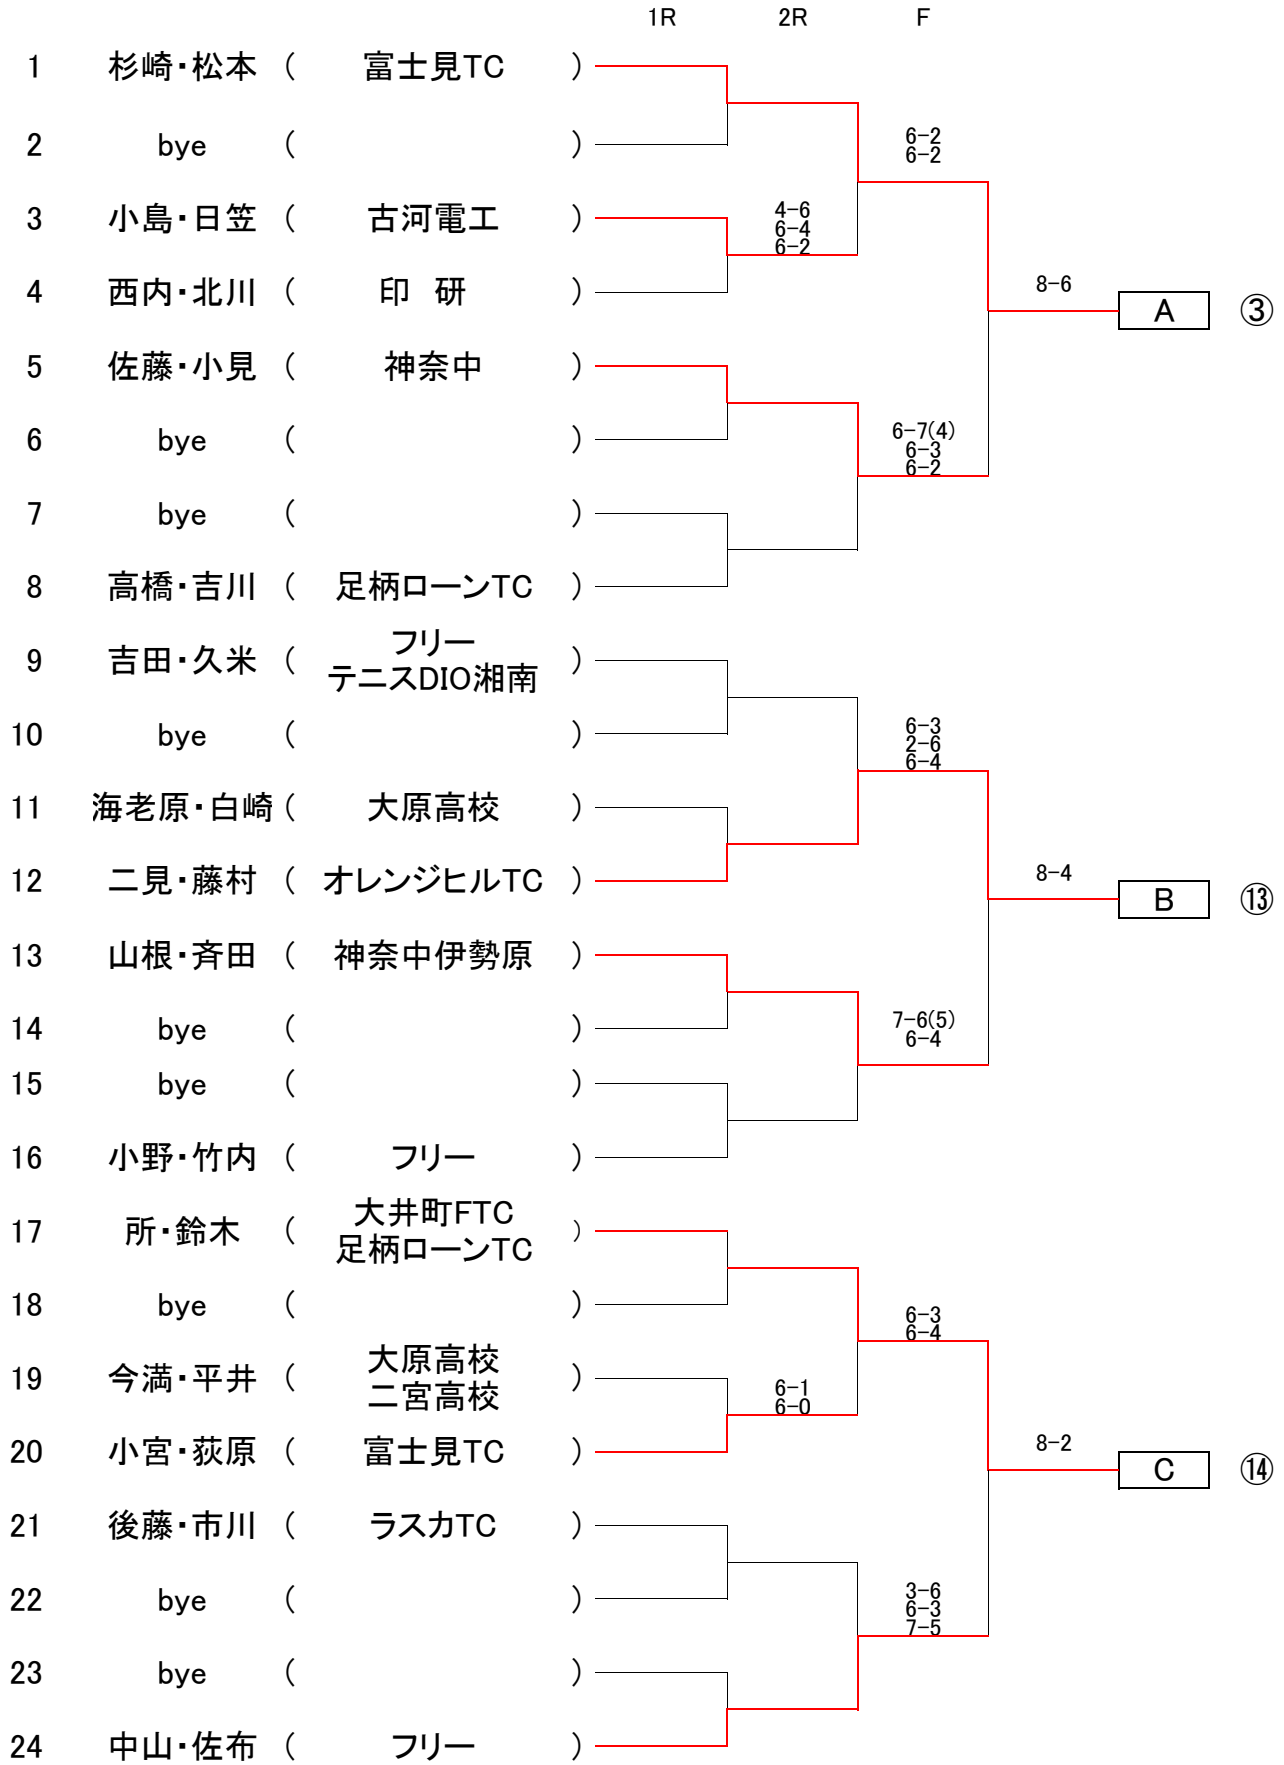 1R 2R F
1 杉崎・松本 ( 富士見TC )
2 bye ( )
6-2
6-2
3 小島・日笠 ( 古河電工 )
4-6
6-4
6-2
4 西内・北川 ( 印 研 )
8-6
A ③
5 佐藤・小見 ( 神奈中 )
6 bye ( )
6-7(4)
6-3
6-2
7 bye ( )
8 高橋・吉川 ( 足柄ローンTC )
9 吉田・久米 ( フリー
テニスDIO湘南 )
10 bye ( )
6-3
2-6
6-4
11 海老原・白崎 ( 大原高校 )
12 二見・藤村 ( オレンジヒルTC )
8-4
B ⑬
13 山根・斉田 ( 神奈中伊勢原 )
14 bye ( )
7-6(5)
6-4
15 bye ( )
16 小野・竹内 ( フリー )
17 所・鈴木 ( 大井町FTC
足柄ローンTC )
18 bye ( )
6-3
6-4
19 今満・平井 ( 大原高校
二宮高校 )
6-1
6-0
20 小宮・荻原 ( 富士見TC )
8-2
C ⑭
21 後藤・市川 ( ラスカTC )
22 bye ( )
3-6
6-3
7-5
23 bye ( )
24 中山・佐布 ( フリー )